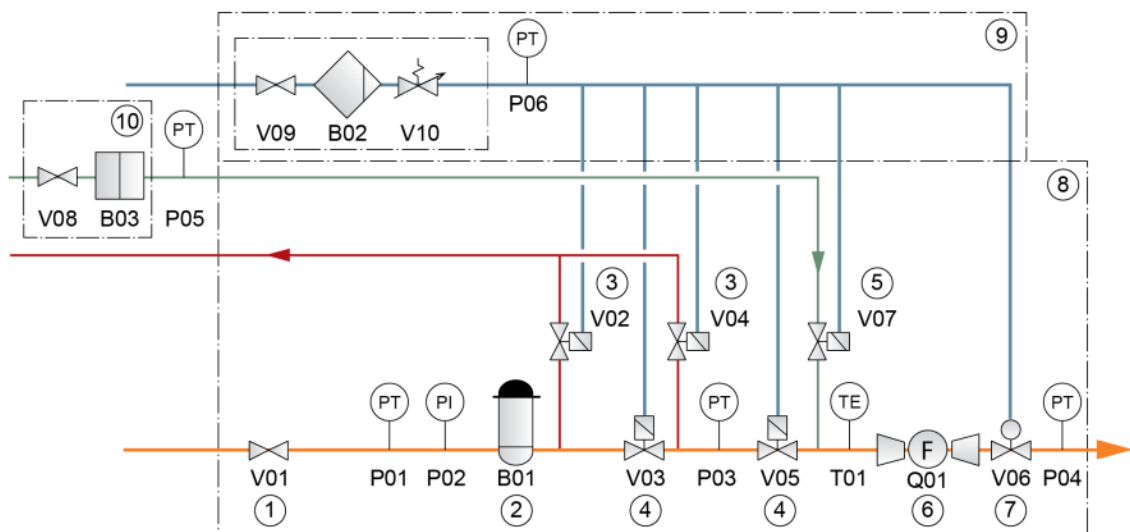 PT
9
10
PT
P06
V09 B02 V10
8
V08 B03 P05
3 3 5
V02 V04 V07
PT PI PT TE PT
F
V01 P01 P02 B01 V03 P03 V05 T01 Q01 V06 P04
1 2 4 4 6 7